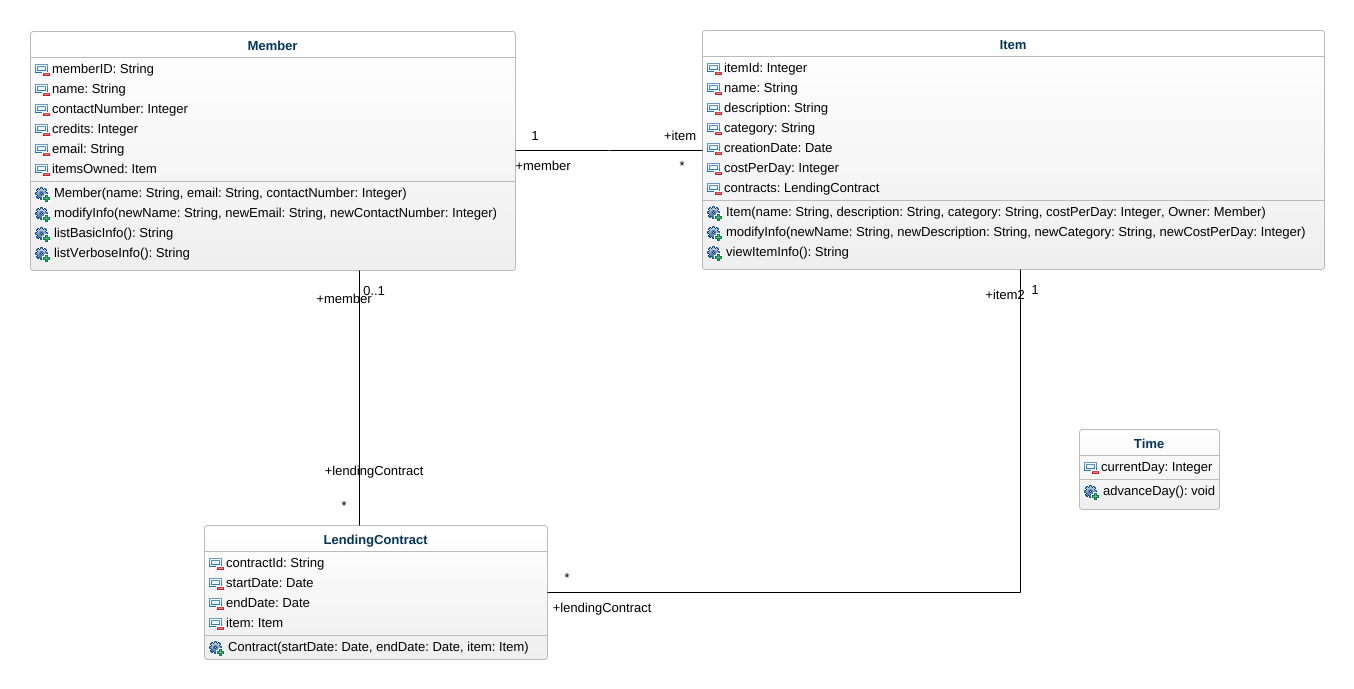 Member
memberID: String
name: String
contactNumber: Integer
credits: Integer
email: String
itemsOwned: Item
Member(name: String, email: String, contactNumber: Integer)
modifyInfo(newName: String, newEmail: String, newContactNumber: Integer)
listBasicInfo(): String
listVerboseInfo(): String
1
+member
+item
*
Item
itemId: Integer
name: String
description: String
category: String
creationDate: Date
costPerDay: Integer
contracts: LendingContract
Item(name: String, description: String, category: String, costPerDay: Integer, Owner: Member)
modifyInfo(newName: String, newDescription: String, newCategory: String, newCostPerDay: Integer)
viewItemInfo(): String
0..1
+member
+item2
1
+lendingContract
*
Time
currentDay: Integer
advanceDay(): void
LendingContract
contractId: String
startDate: Date
endDate: Date
item: Item
Contract(startDate: Date, endDate: Date, item: Item)
*
+lendingContract